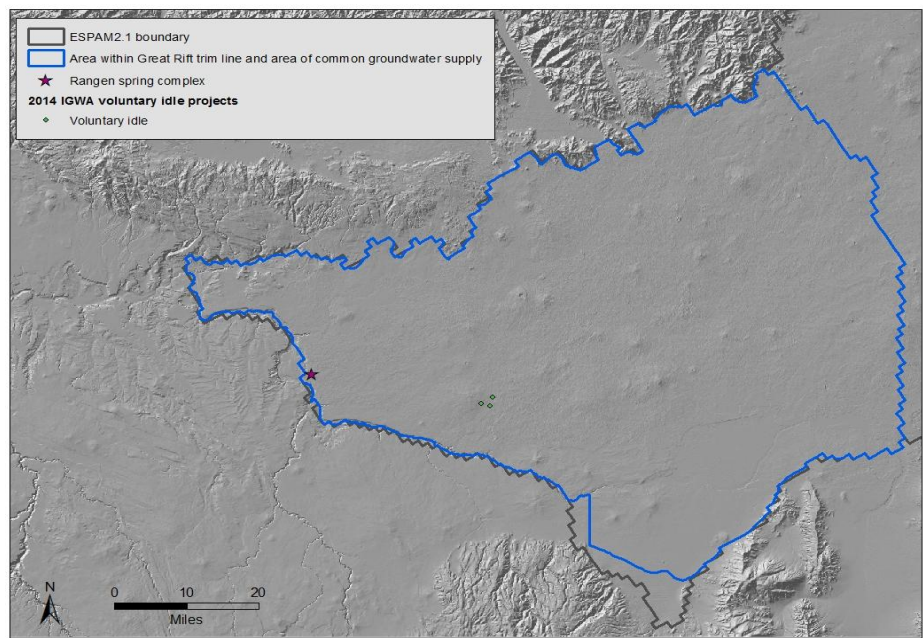 ESPAM2.1 boundary
Area within Great Rift trim line and area of common groundwater supply
Rangen spring complex
2014 IGWA voluntary idle projects
Voluntary idle
N
0 10 20
Miles